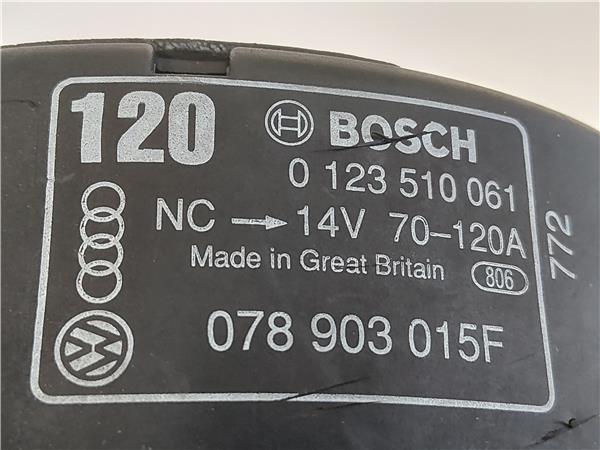 120 BOSCH
0 123 510 061
NC → 14V 70-120A
Made in Great Britain 806
772
078 903 015F